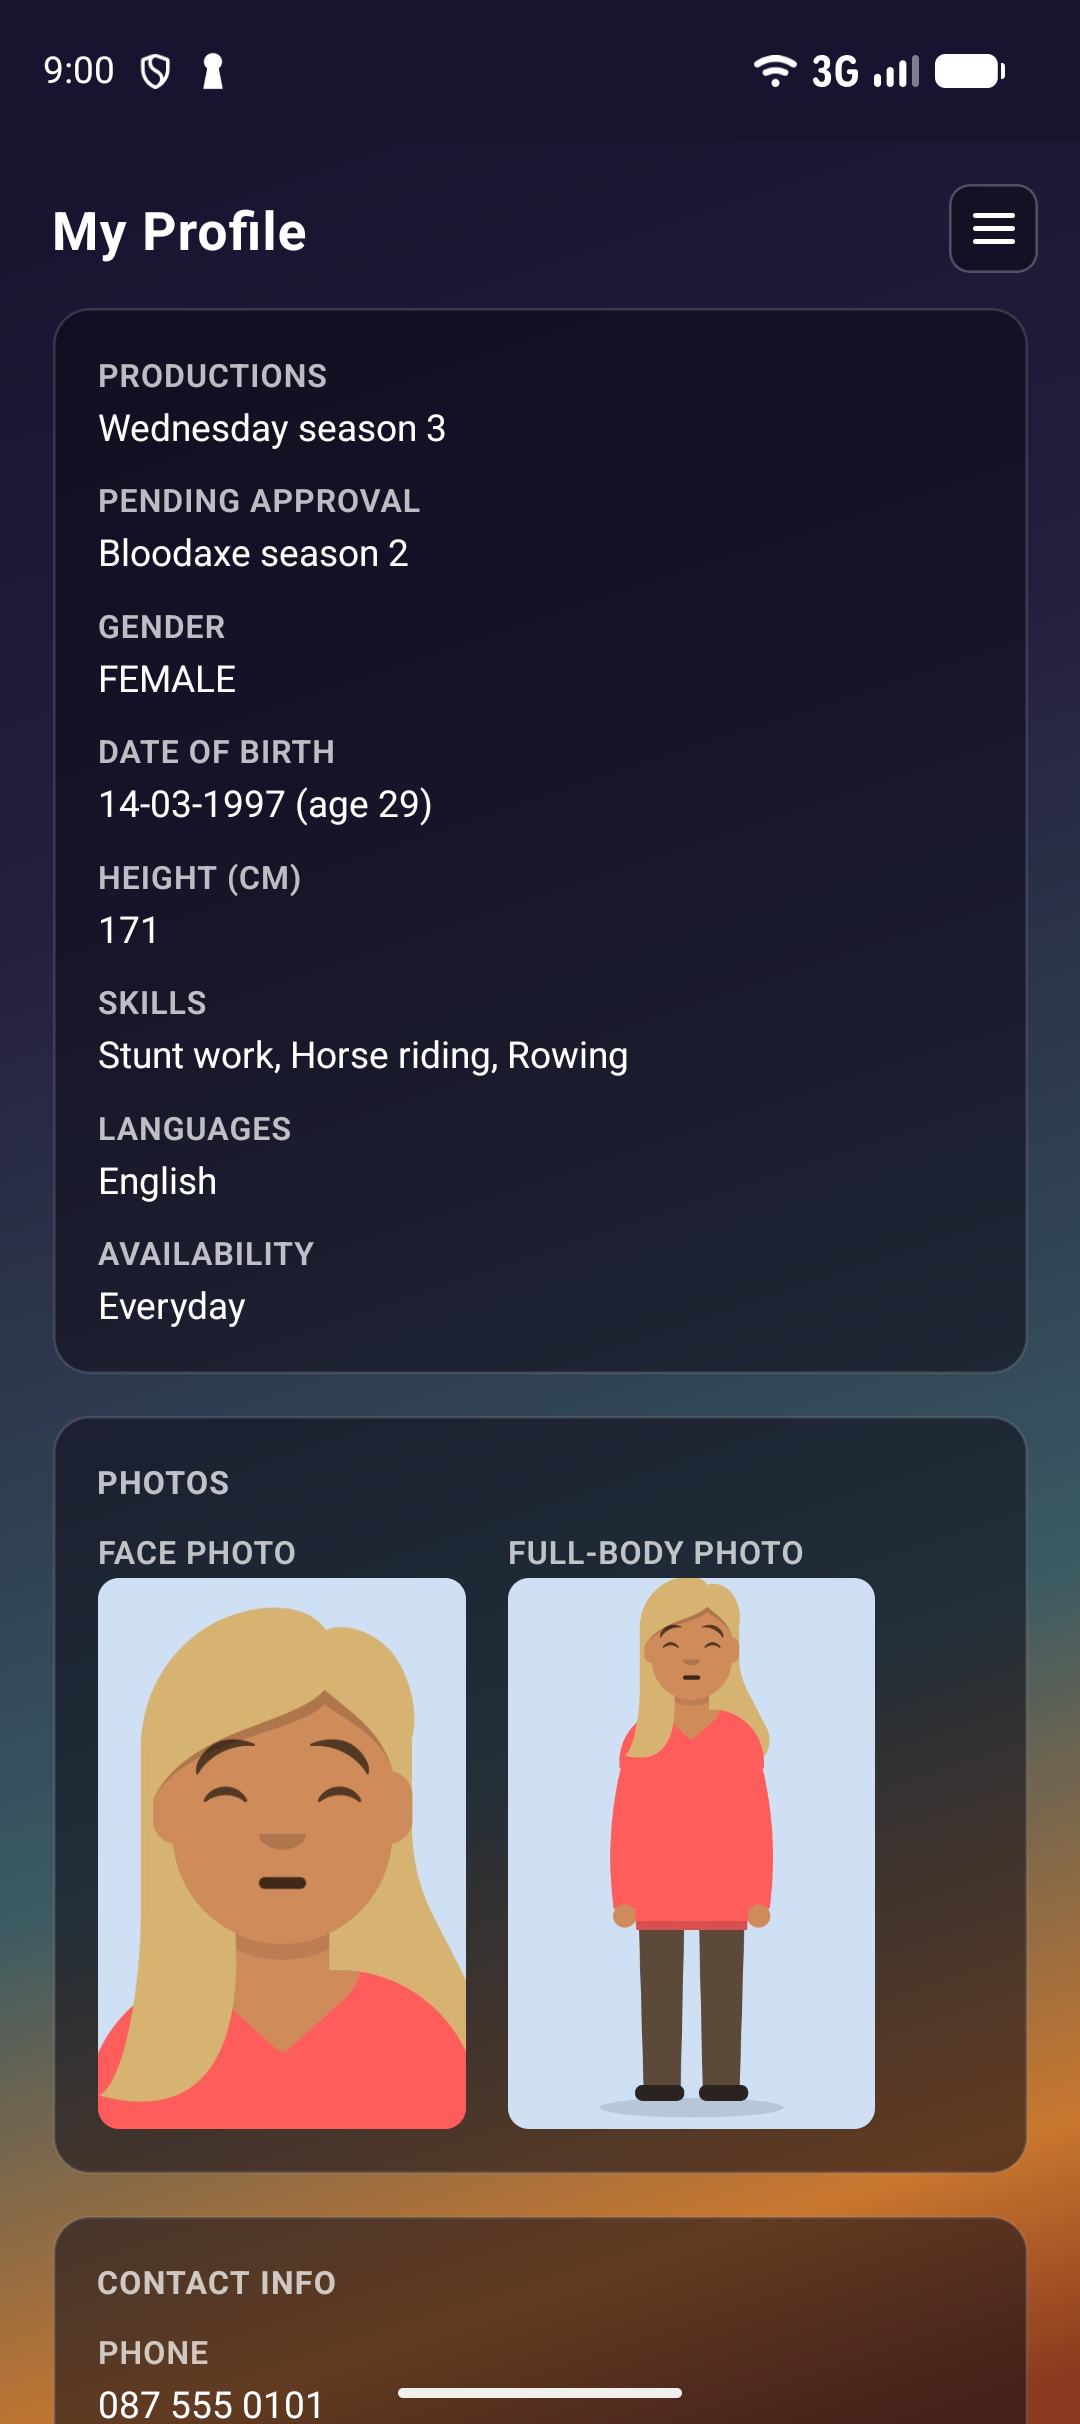 9:00
3G
My Profile
PRODUCTIONS
Wednesday season 3
PENDING APPROVAL
Bloodaxe season 2
GENDER
FEMALE
DATE OF BIRTH
14-03-1997 (age 29)
HEIGHT (CM)
171
SKILLS
Stunt work, Horse riding, Rowing
LANGUAGES
English
AVAILABILITY
Everyday
PHOTOS
FACE PHOTO
FULL-BODY PHOTO
CONTACT INFO
PHONE
087 555 0101